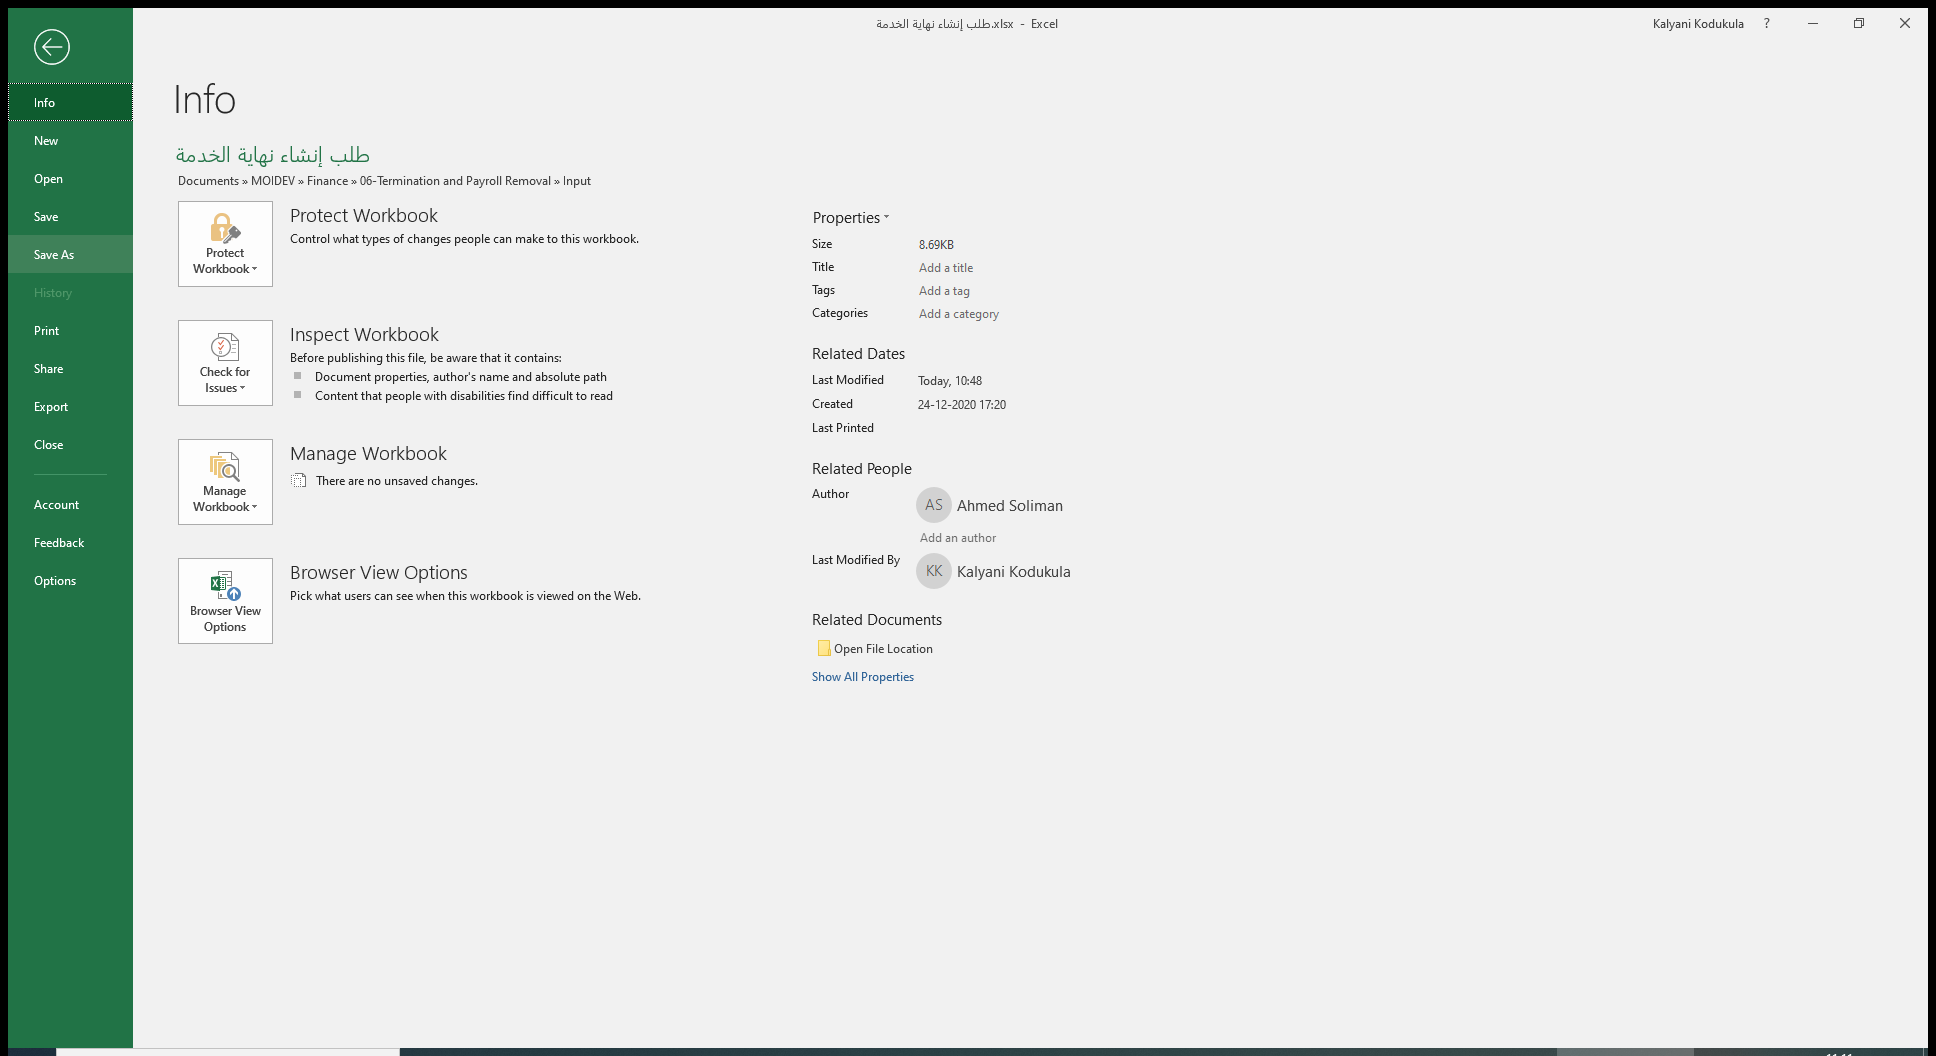 طلب إنشاء نهاية الخدمة.xlsx - Excel
Kalyani Kodukula ?
Info
New
Open
Save
Save As
History
Print
Share
Export
Close
Account
Feedback
Options
Info
طلب إنشاء نهاية الخدمة
Documents » MOIDEV » Finance » 06-Termination and Payroll Removal » Input
Protect
Workbook
Protect Workbook
Control what types of changes people can make to this workbook.
Check for
Issues
Inspect Workbook
Before publishing this file, be aware that it contains:
Document properties, author's name and absolute path
Content that people with disabilities find difficult to read
Manage
Workbook
Manage Workbook
There are no unsaved changes.
Browser View
Options
Browser View Options
Pick what users can see when this workbook is viewed on the Web.
Properties
Size 8.69KB
Title Add a title
Tags Add a tag
Categories Add a category
Related Dates
Last Modified Today, 10:48
Created 24-12-2020 17:20
Last Printed
Related People
Author AS Ahmed Soliman
Add an author
Last Modified By KK Kalyani Kodukula
Related Documents
Open File Location
Show All Properties